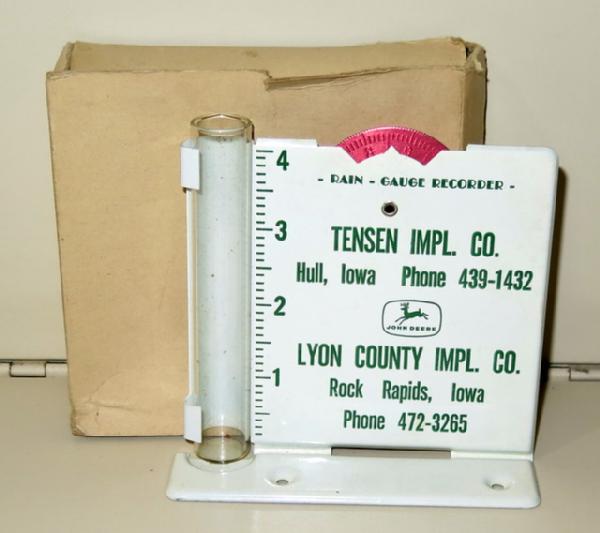 4
- RAIN - GAUGE RECORDER -
3
TENSEN IMPL. CO.
Hull, Iowa Phone 439-1432
2
JOHN DEERE
LYON COUNTY IMPL. CO.
1
Rock Rapids, Iowa
Phone 472-3265